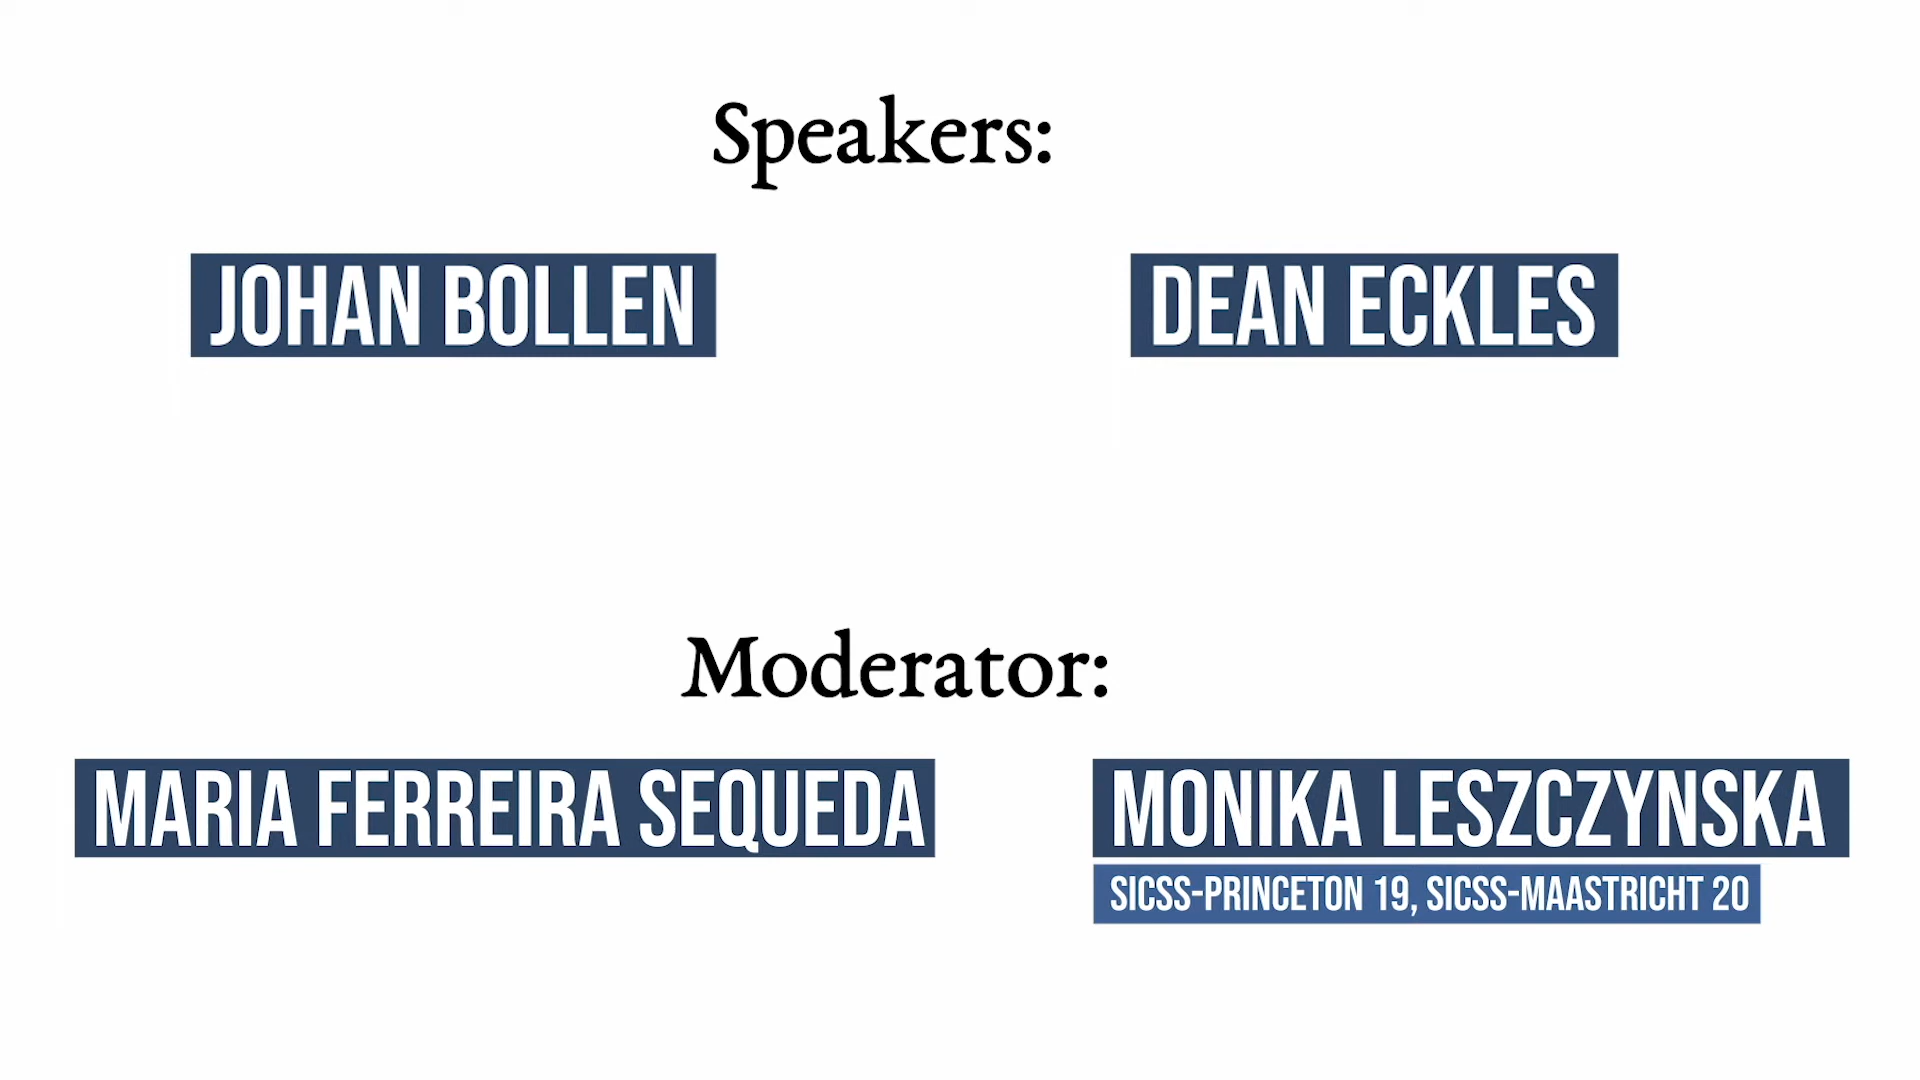 Speakers:
JOHAN BOLLEN
DEAN ECKLES
Moderator:
MARIA FERREIRA SEQUEDA
MONIKA LESZCZYNSKA
SICSS-PRINCETON 19, SICSS-MAASTRICHT 20